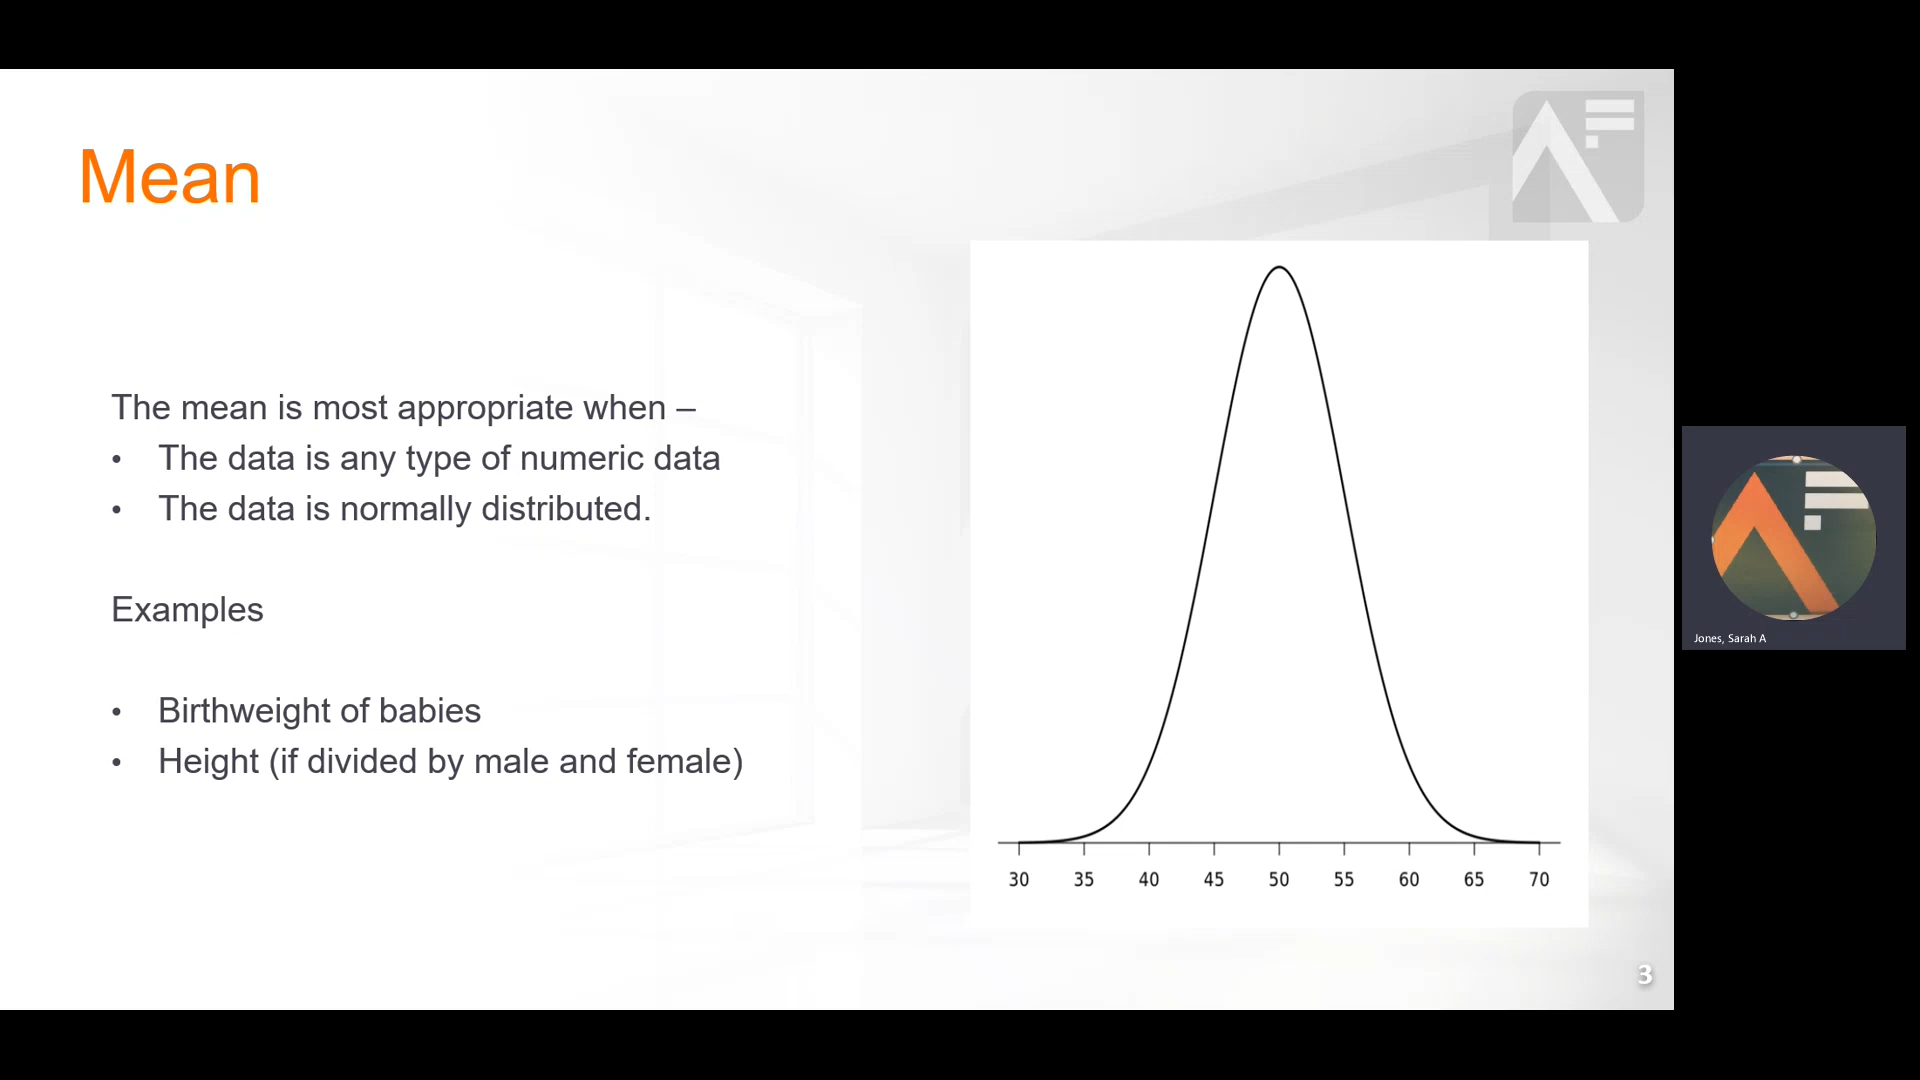 Mean
The mean is most appropriate when –
• The data is any type of numeric data
• The data is normally distributed.
Examples
• Birthweight of babies
• Height (if divided by male and female)
30 35 40 45 50 55 60 65 70
3
Jones, Sarah A